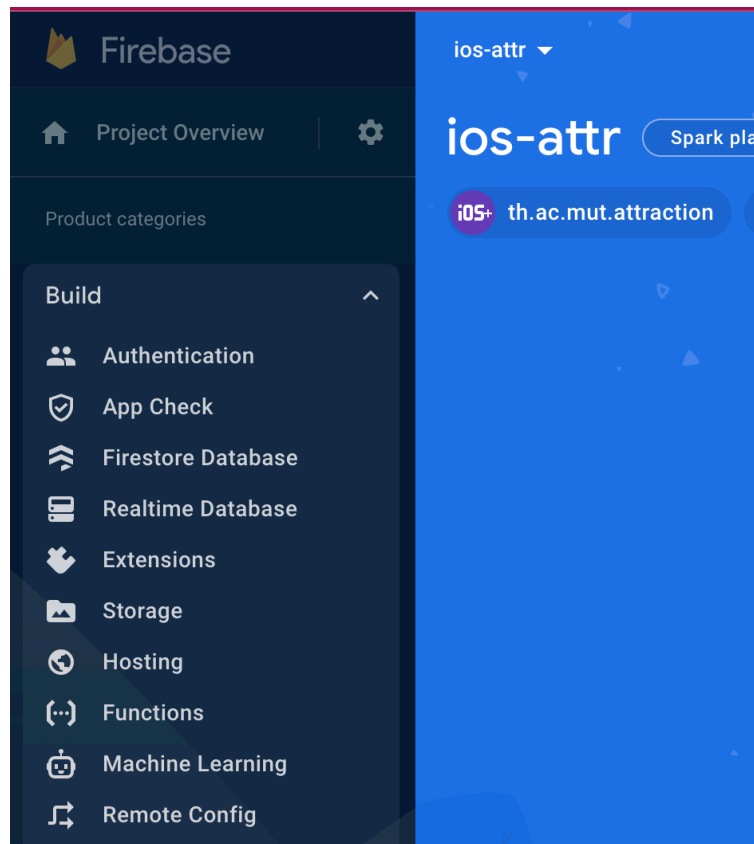 Firebase
Project Overview
Product categories
Build
Authentication
App Check
Firestore Database
Realtime Database
Extensions
Storage
Hosting
Functions
Machine Learning
Remote Config
ios-attr
ios-attr
Spark pla
iOS+ th.ac.mut.attraction